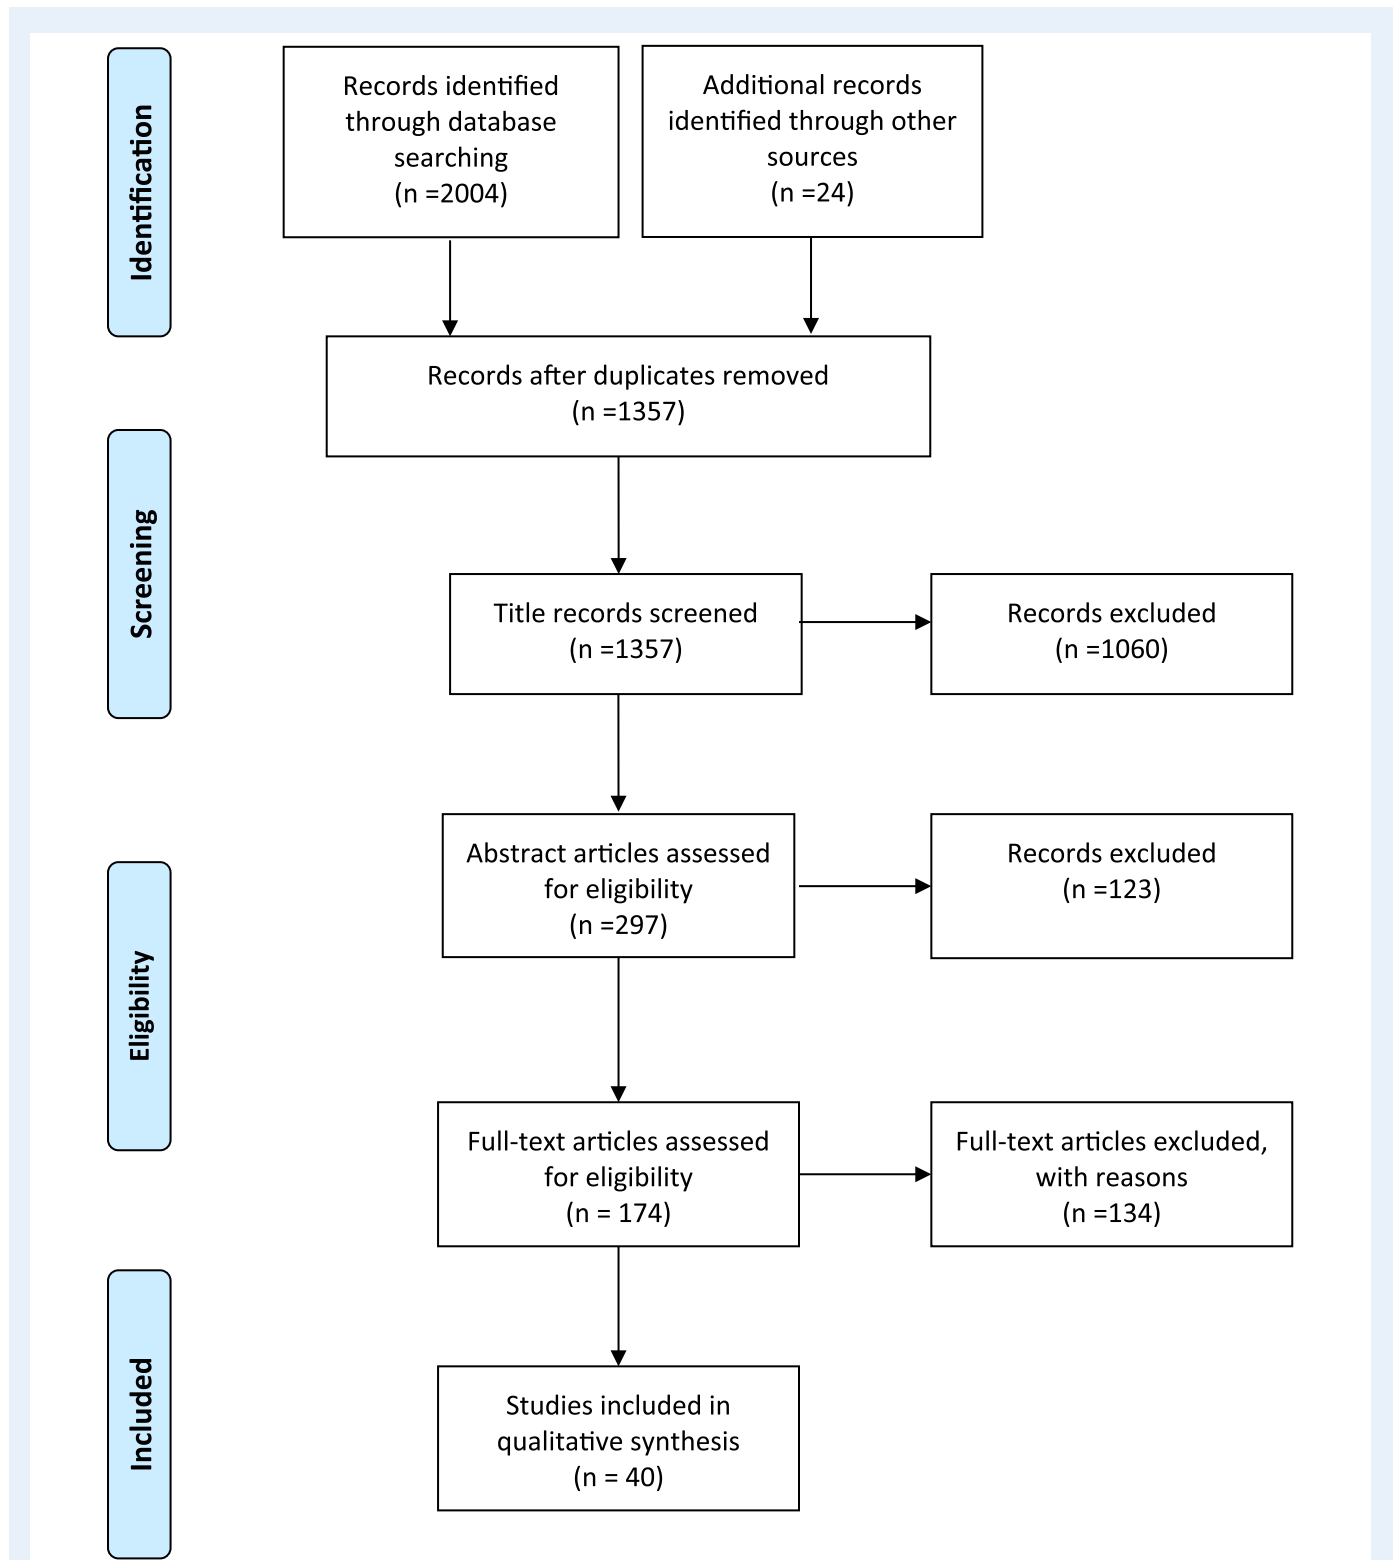 Identification
Records identified
through database
searching
(n =2004)
Additional records
identified through other
sources
(n =24)
Records after duplicates removed
(n =1357)
Screening
Title records screened
(n =1357)
Records excluded
(n =1060)
Eligibility
Abstract articles assessed
for eligibility
(n =297)
Records excluded
(n =123)
Full-text articles assessed
for eligibility
(n = 174)
Full-text articles excluded,
with reasons
(n =134)
Included
Studies included in
qualitative synthesis
(n = 40)